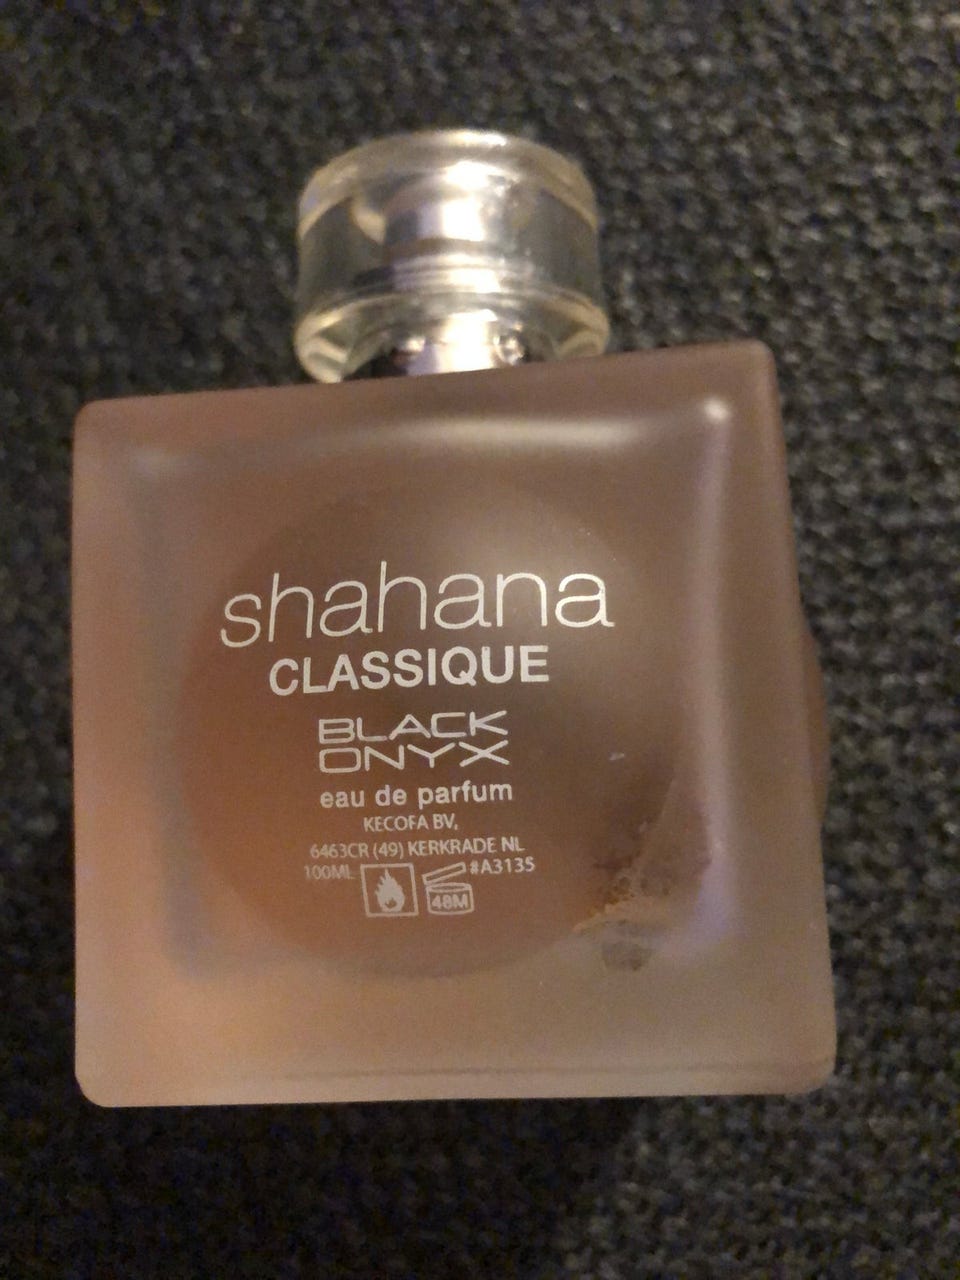 shahana
CLASSIQUE
BLACK
ONYX
eau de parfum
KECOFA BV,
6463CR (49) KERKRADE NL
100ML #A3135
48M